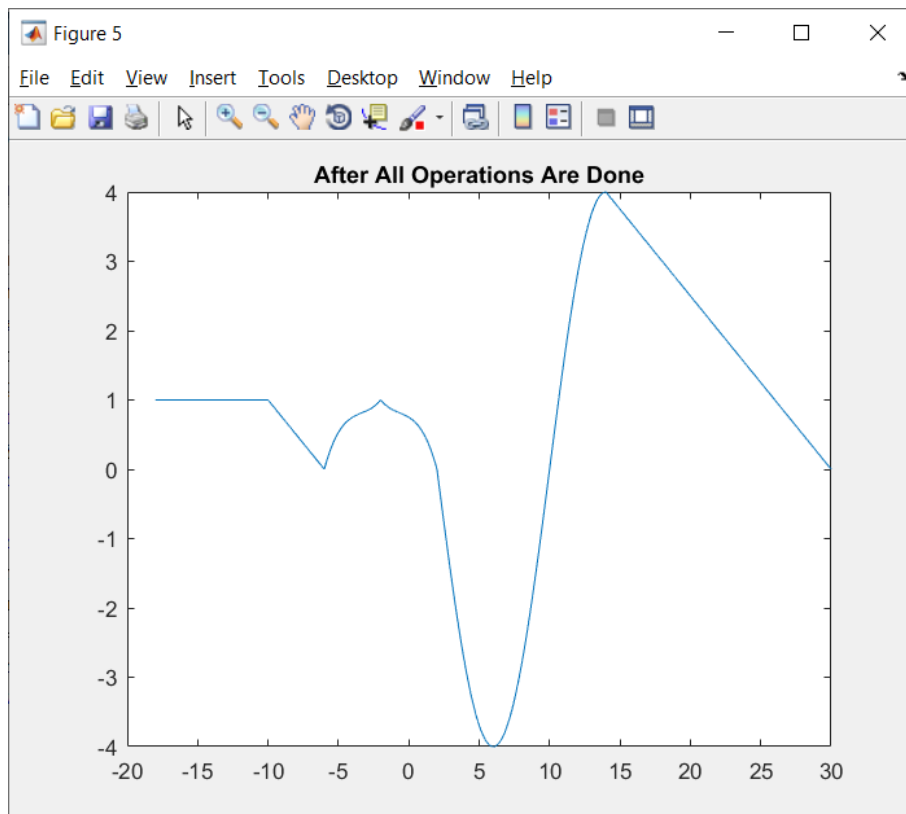 Figure 5
File Edit View Insert Tools Desktop Window Help
After All Operations Are Done
4
3
2
1
0
-1
-2
-3
-4
-20 -15 -10 -5 0 5 10 15 20 25 30